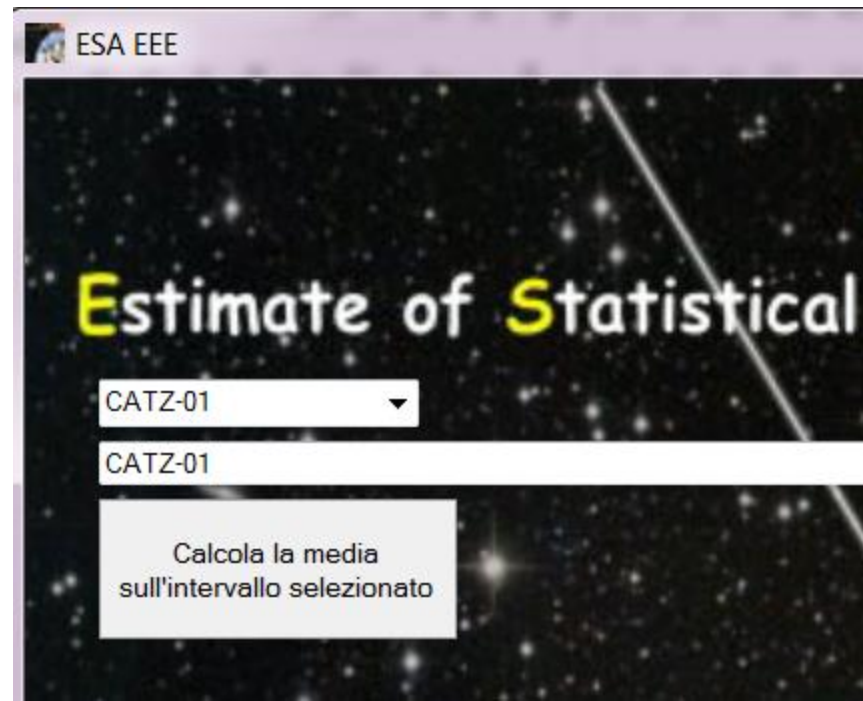 ESA EEE
Estimate of Statistical
CATZ-01
CATZ-01
Calcola la media
sull'intervallo selezionato